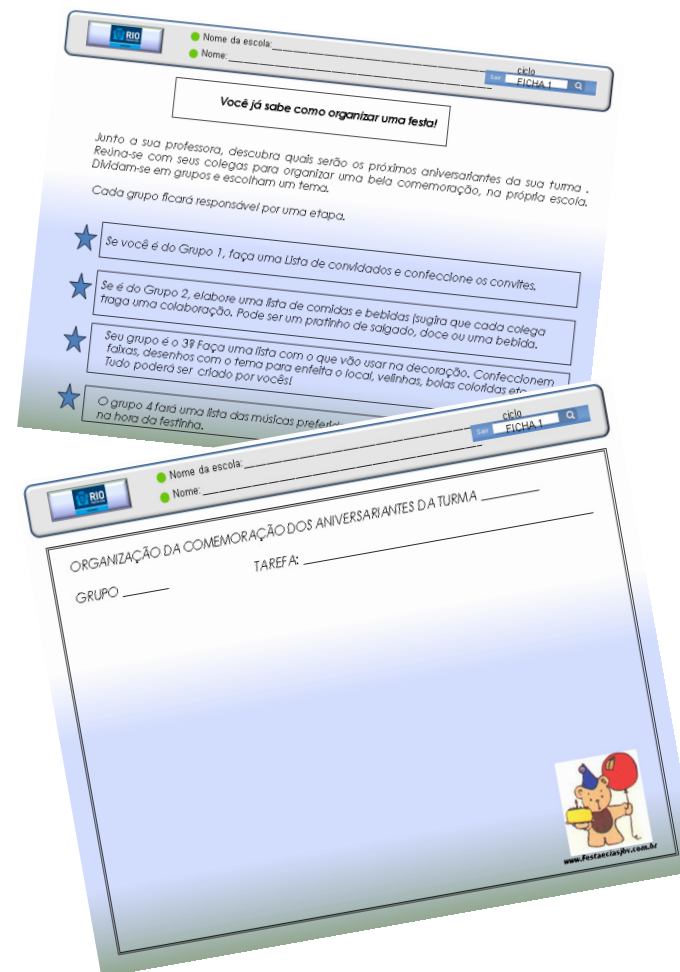 RIO
Nome da escola:
Nome:
ciclo
Sair
FICHA 1
Você já sabe como organizar uma festa!
Junto a sua professora, descubra quais serão os próximos aniversariantes da sua turma .
Reúna-se com seus colegas para organizar uma bela comemoração, na própria escola.
Dividam-se em grupos e escolham um tema.
Cada grupo ficará responsável por uma etapa.
Se você é do Grupo 1, faça uma Lista de convidados e confeccione os convites.
Se é do Grupo 2, elabore uma lista de comidas e bebidas (sugira que cada colega
traga uma colaboração. Pode ser um pratinho de salgado, doce ou uma bebida.
Seu grupo é o 3? Faça uma lista com o que vão usar na decoração. Confeccionem
faixas, desenhos com o tema para enfeita o local, velinhas, bolas coloridas etc
Tudo poderá ser criado por vocês!
O grupo 4 fará uma lista das músicas
na hora da festinha.
RIO
Nome da escola:
Nome:
ciclo
Sair
FICHA 1
ORGANIZAÇÃO DA COMEMORAÇÃO DOS ANIVERSARIANTES DA TURMA
GRUPO
TAREFA:
www.festaeciasjbv.com.br